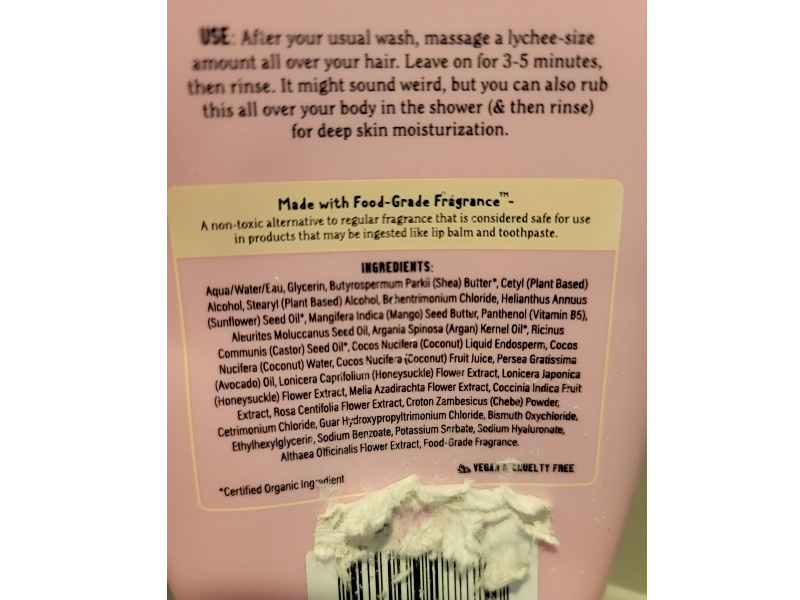 USE: After your usual wash, massage a lychee-size
amount all over your hair. Leave on for 3-5 minutes,
then rinse. It might sound weird, but you can also rub
this all over your body in the shower (& then rinse)
for deep skin moisturization.
Made with Food-Grade Fragrance™-
A non-toxic alternative to regular fragrance that is considered safe for use
in products that may be ingested like lip balm and toothpaste.
INGREDIENTS:
Aqua/Water/Eau, Glycerin, Butyrospermum Parkii (Shea) Butter*, Cetyl (Plant Based)
Alcohol, Stearyl (Plant Based) Alcohol, Behentrimonium Chloride, Helianthus Annuus
(Sunflower) Seed Oil*, Mangifera Indica (Mango) Seed Butter, Panthenol (Vitamin B5),
Aleurites Moluccanus Seed Oil, Argania Spinosa (Argan) Kernel Oil*, Ricinus
Communis (Castor) Seed Oil*, Cocos Nucifera (Coconut) Liquid Endosperm, Cocos
Nucifera (Coconut) Water, Cocos Nucifera (Coconut) Fruit Juice, Persea Gratissima
(Avocado) Oil, Lonicera Caprifolium (Honeysuckle) Flower Extract, Lonicera Japonica
(Honeysuckle) Flower Extract, Melia Azadirachta Flower Extract, Coccinia Indica Fruit
Extract, Rosa Centifolia Flower Extract, Croton Zambesicus (Chebe) Powder,
Cetrimonium Chloride, Guar Hydroxypropyltrimonium Chloride, Bismuth Oxychloride,
Ethylhexylglycerin, Sodium Benzoate, Potassium Sorbate, Sodium Hyaluronate,
Althaea Officinalis Flower Extract, Food-Grade Fragrance.
VEGAN & CRUELTY FREE
*Certified Organic Ingredient